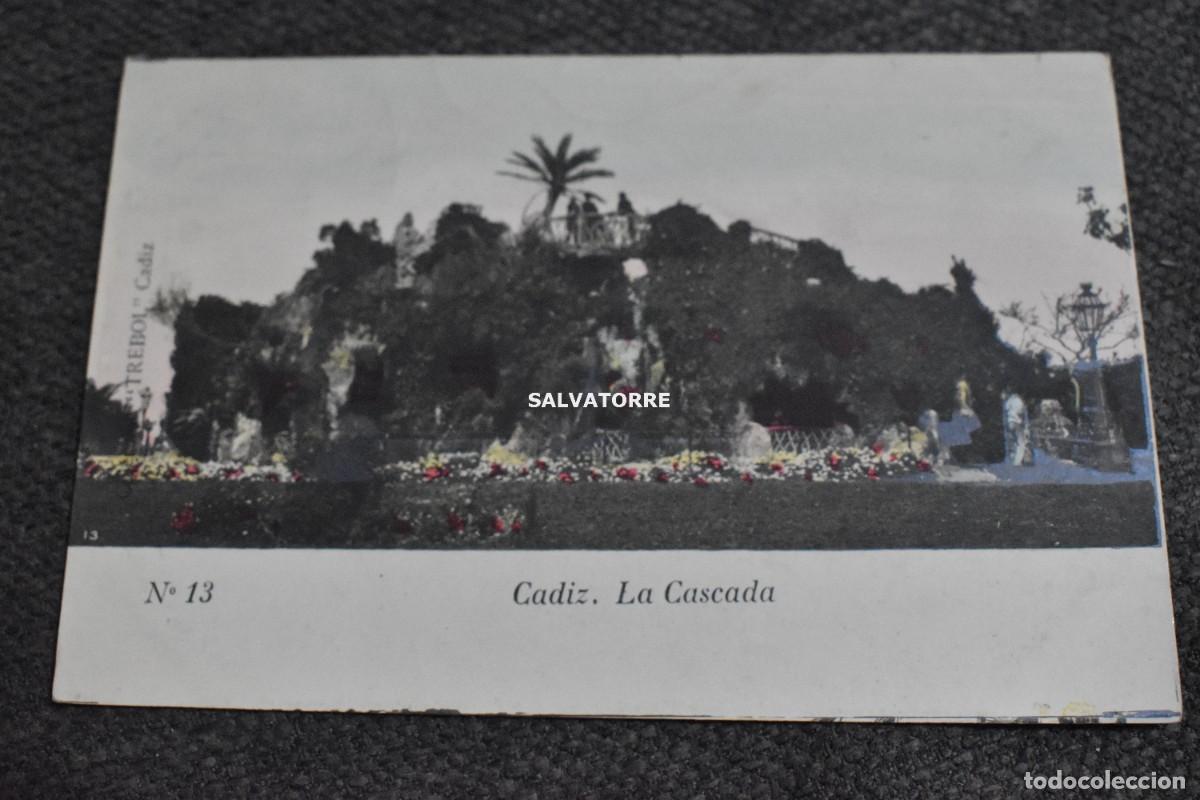 "TREBOL" Cadiz
SALVATORRE
13
Nº 13
Cadiz. La Cascada
todocoleccion